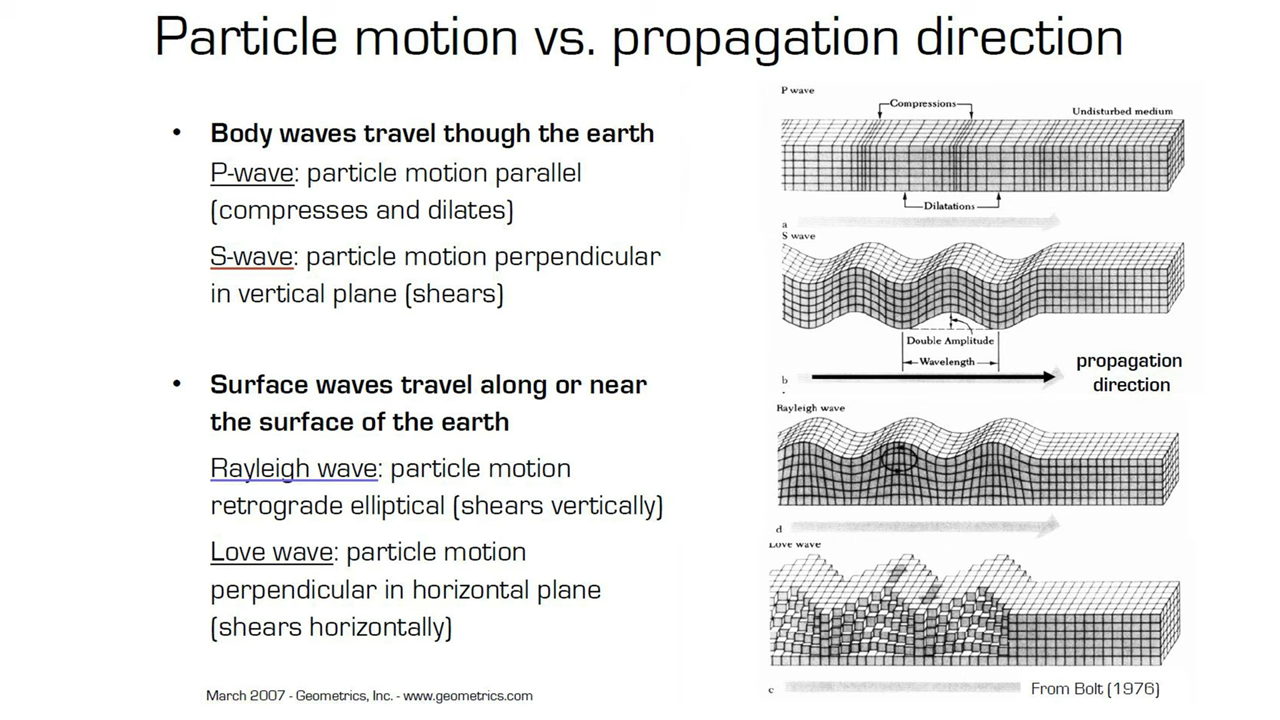 Particle motion vs. propagation direction
• Body waves travel though the earth
P-wave: particle motion parallel
(compresses and dilates)
S-wave: particle motion perpendicular
in vertical plane (shears)
• Surface waves travel along or near
the surface of the earth
Rayleigh wave: particle motion
retrograde elliptical (shears vertically)
Love wave: particle motion
perpendicular in horizontal plane
(shears horizontally)
March 2007 - Geometrics, Inc. - www.geometrics.com
P wave
Compressions
Undisturbed medium
Dilatations
a
S wave
Double Amplitude
Wavelength
b
propagation
direction
Rayleigh wave
d
Love wave
c
From Bolt (1976)